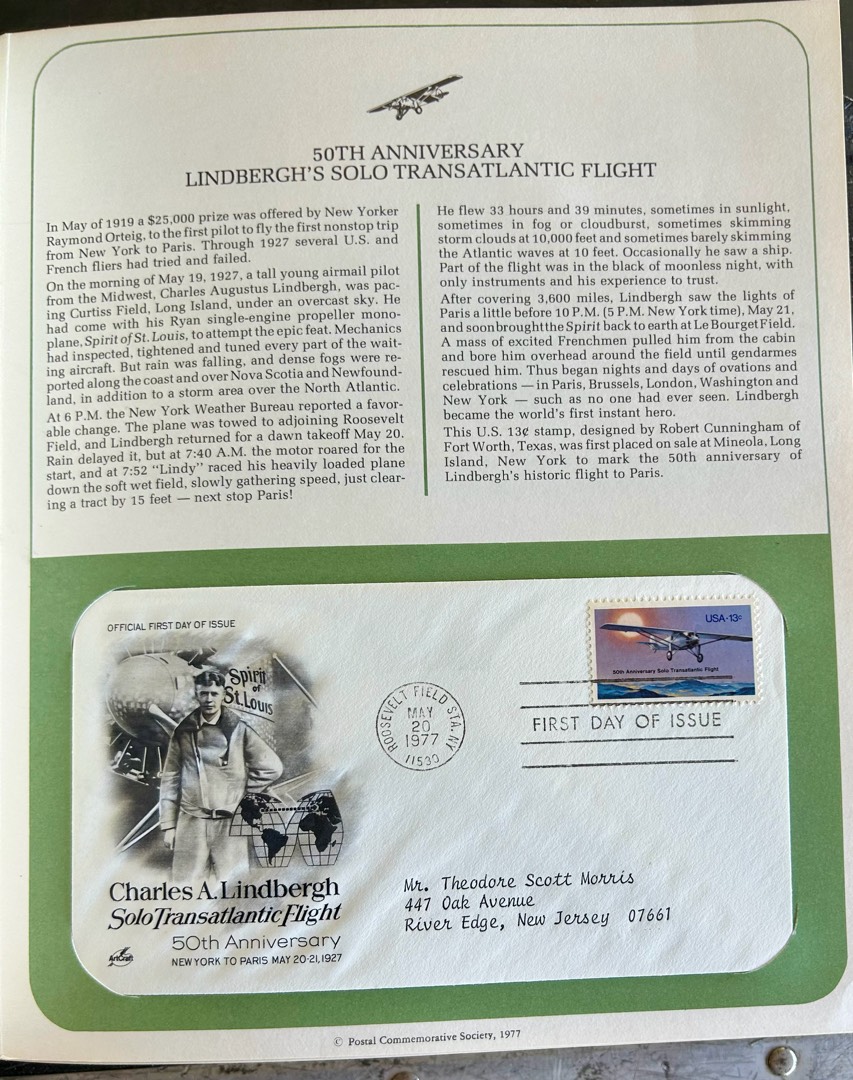 50TH ANNIVERSARY
LINDBERGH'S SOLO TRANSATLANTIC FLIGHT
In May of 1919 a $25,000 prize was offered by New Yorker
Raymond Orteig, to the first pilot to fly the first nonstop trip
from New York to Paris. Through 1927 several U.S. and
French fliers had tried and failed.
On the morning of May 19, 1927, a tall young airmail pilot
from the Midwest, Charles Augustus Lindbergh, was pac-
ing Curtiss Field, Long Island, under an overcast sky. He
had come with his Ryan single-engine propeller mono-
plane, Spirit of St. Louis, to attempt the epic feat. Mechanics
had inspected, tightened and tuned every part of the wait-
ing aircraft. But rain was falling, and dense fogs were re-
ported along the coast and over Nova Scotia and Newfound-
land, in addition to a storm area over the North Atlantic.
At 6 P.M. the New York Weather Bureau reported a favor-
able change. The plane was towed to adjoining Roosevelt
Field, and Lindbergh returned for a dawn takeoff May 20.
Rain delayed it, but at 7:40 A.M. the motor roared for the
start, and at 7:52 "Lindy" raced his heavily loaded plane
down the soft wet field, slowly gathering speed, just clear-
ing a tract by 15 feet — next stop Paris!
He flew 33 hours and 39 minutes, sometimes in sunlight,
sometimes in fog or cloudburst, sometimes skimming
storm clouds at 10,000 feet and sometimes barely skimming
the Atlantic waves at 10 feet. Occasionally he saw a ship.
Part of the flight was in the black of moonless night, with
only instruments and his experience to trust.
After covering 3,600 miles, Lindbergh saw the lights of
Paris a little before 10 P.M. (5 P.M. New York time), May 21,
and soon brought the Spirit back to earth at Le Bourget Field.
A mass of excited Frenchmen pulled him from the cabin
and bore him overhead around the field until gendarmes
rescued him. Thus began nights and days of ovations and
celebrations — in Paris, Brussels, London, Washington and
New York — such as no one had ever seen. Lindbergh
became the world's first instant hero.
This U.S. 13¢ stamp, designed by Robert Cunningham of
Fort Worth, Texas, was first placed on sale at Mineola, Long
Island, New York to mark the 50th anniversary of
Lindbergh's historic flight to Paris.
OFFICIAL FIRST DAY OF ISSUE
Spirit
of
St. Louis
USA·13¢
50th Anniversary Solo Transatlantic Flight
ROOSEVELT FIELD STA. NY
MAY
20
1977
11530
FIRST DAY OF ISSUE
Charles A. Lindbergh
Solo Transatlantic Flight
50th Anniversary
NEW YORK TO PARIS MAY 20-21, 1927
ArtCraft
Mr. Theodore Scott Morris
447 Oak Avenue
River Edge, New Jersey 07661
© Postal Commemorative Society, 1977